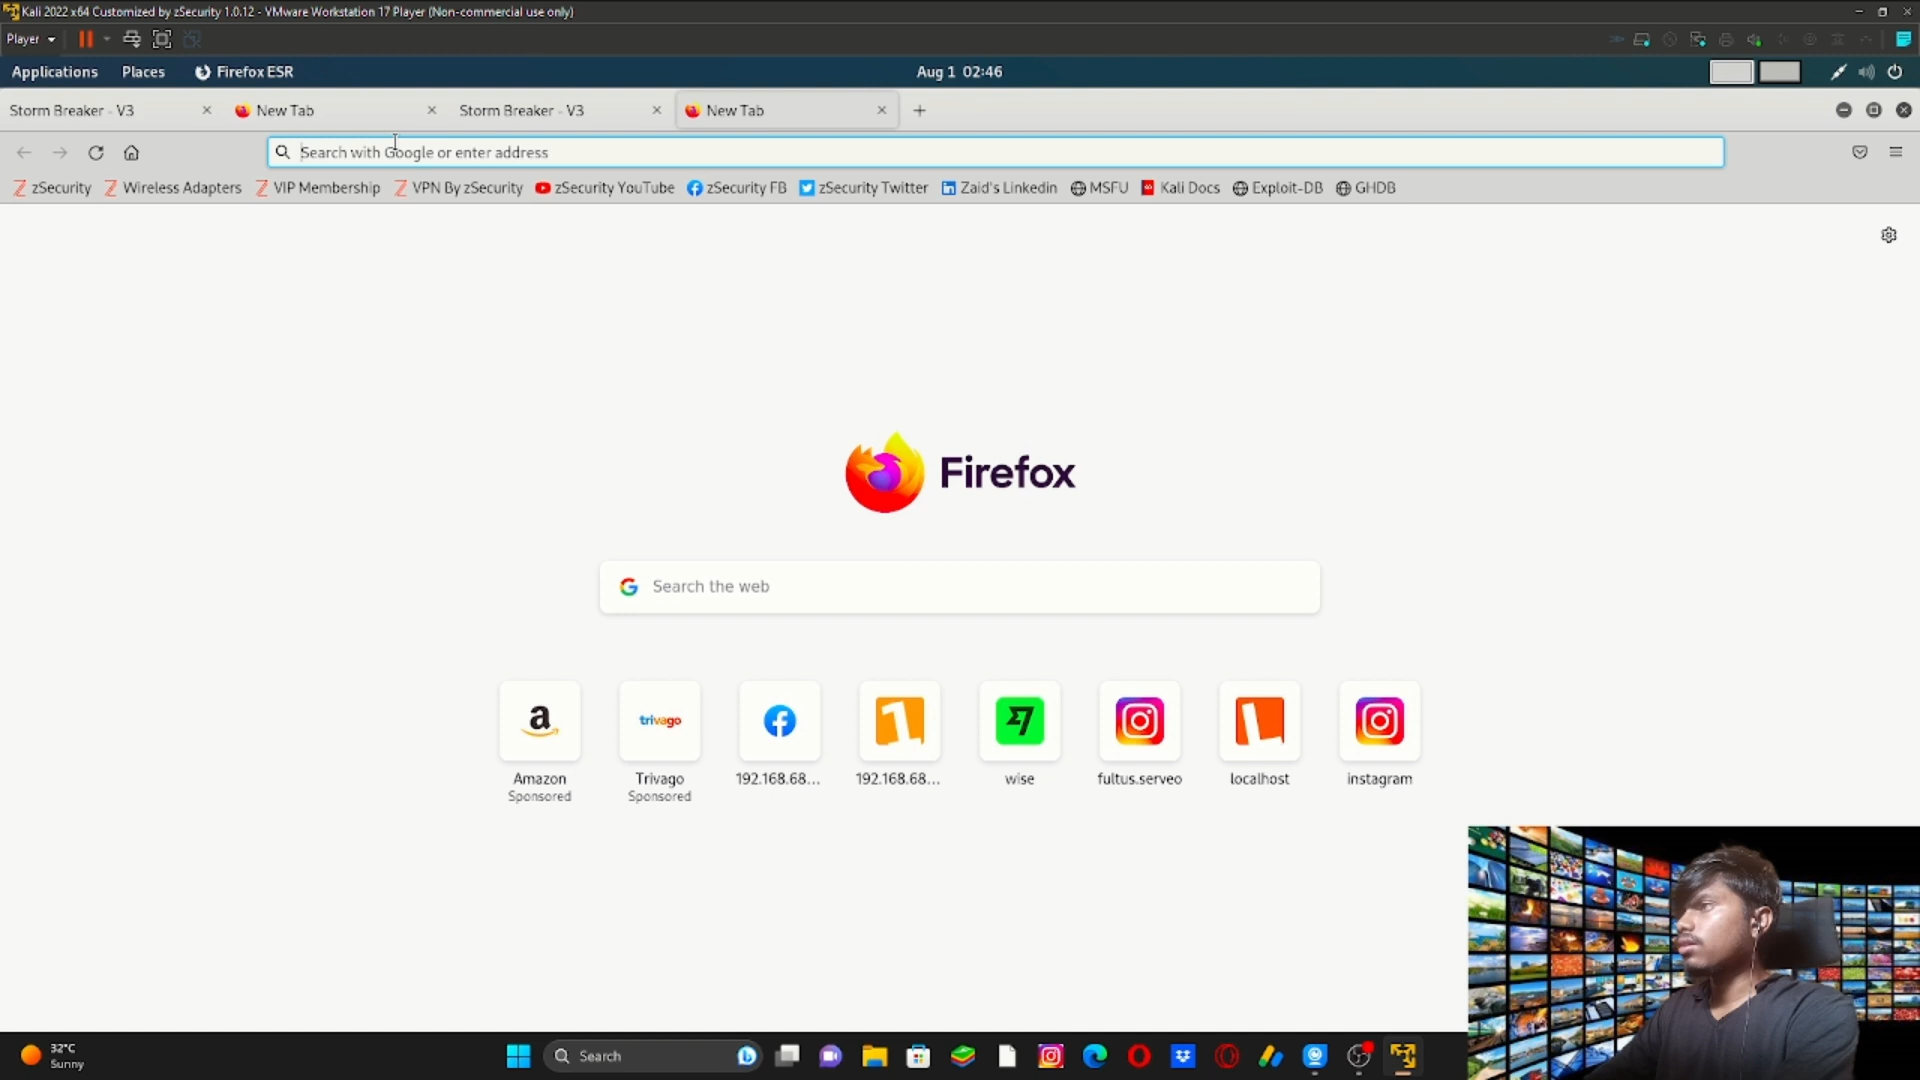 Kali 2022 x64 Customized by zSecurity 1.0.12 - VMware Workstation 17 Player (Non-commercial use only)
Player
Applications Places Firefox ESR Aug 1 02:46
Storm Breaker - V3 New Tab Storm Breaker - V3 New Tab
Search with Google or enter address
zSecurity Wireless Adapters VIP Membership VPN By zSecurity zSecurity YouTube zSecurity FB zSecurity Twitter Zaid's Linkedin MSFU Kali Docs Exploit-DB GHDB
Firefox
Search the web
a trivago
Amazon Trivago 192.168.68... 192.168.68... wise fultus.serveo localhost instagram
Sponsored Sponsored
32°C
Sunny
Search